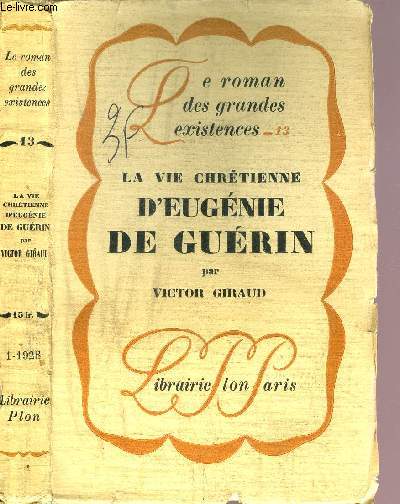 le-livre.com
Le roman
des
grandes
existences
13
LA VIE
CHRÉTIENNE
D'EUGÉNIE
DE GUÉRIN
par
VICTOR GIRAUD
15 fr.
1-1928
Librairie
Plon
Le roman
des grandes
existences_13
LA VIE CHRÉTIENNE
D'EUGÉNIE
DE GUÉRIN
par
VICTOR GIRAUD
Librairie Plon Paris